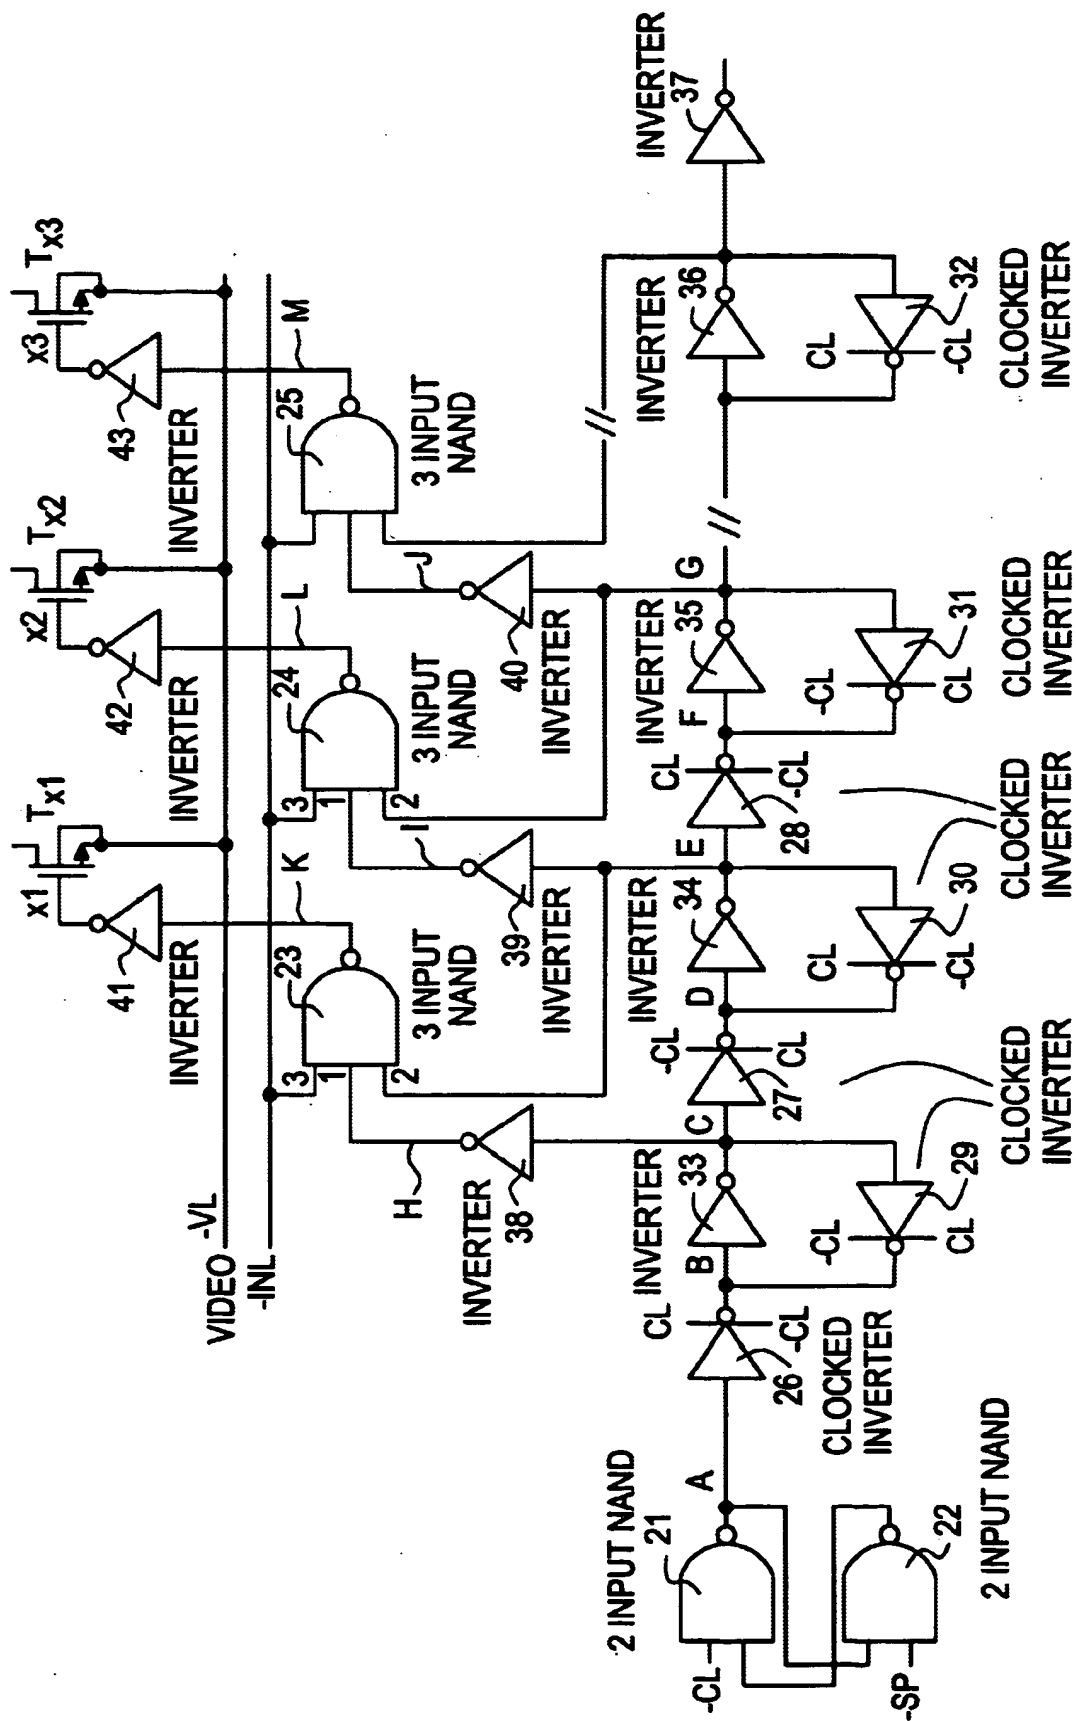 x1
Tx1
x2
Tx2
x3
Tx3
41
INVERTER
42
INVERTER
43
INVERTER
VIDEO
-VL
-INL
K
L
M
23
24
25
3
1
2
3
1
2
3 INPUT
NAND
3 INPUT
NAND
3 INPUT
NAND
H
I
J
INVERTER
38
39
INVERTER
40
INVERTER
2 INPUT NAND
21
-CL
A
-SP
22
2 INPUT NAND
CL
-CL
26
CLOCKED
INVERTER
B
INVERTER
33
C
-CL
CL
29
-CL
CL
27
CLOCKED
INVERTER
D
INVERTER
34
E
CL
-CL
30
CL
-CL
28
CLOCKED
INVERTER
F
INVERTER
35
G
-CL
CL
31
CLOCKED
INVERTER
//
//
INVERTER
36
CL
-CL
32
CLOCKED
INVERTER
INVERTER
37